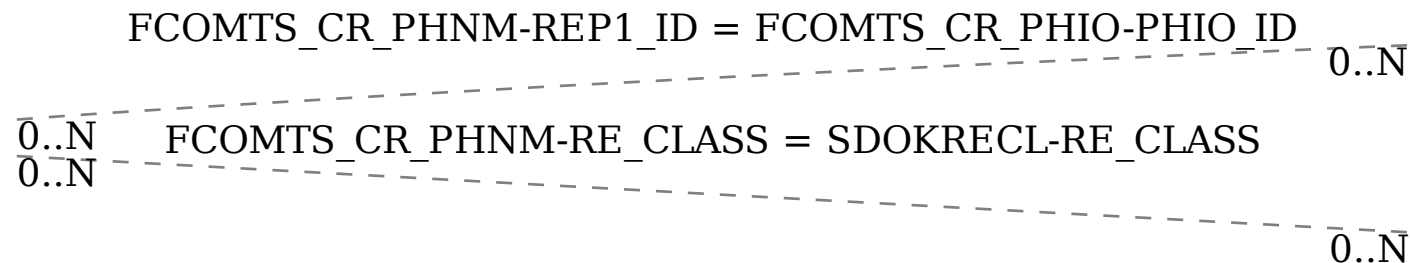 FCOMTS_CR_PHNM-REP1_ID = FCOMTS_CR_PHIO-PHIO_ID
0..N
0..N
FCOMTS_CR_PHNM-RE_CLASS = SDOKRECL-RE_CLASS
0..N
0..N